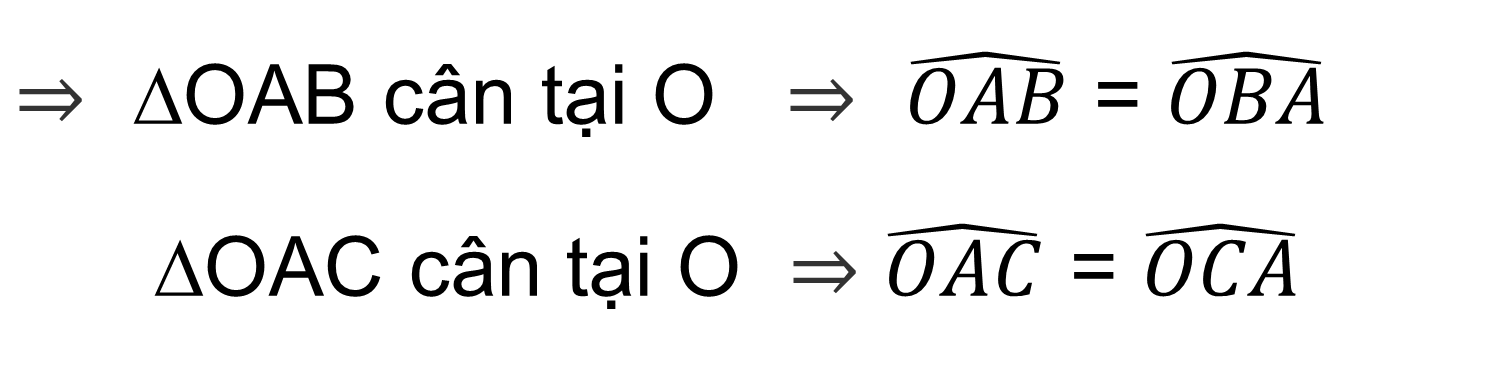 ⇒ ΔOAB cân tại O ⇒ $\widehat{OAB}$ = $\widehat{OBA}$
ΔOAC cân tại O ⇒ $\widehat{OAC}$ = $\widehat{OCA}$